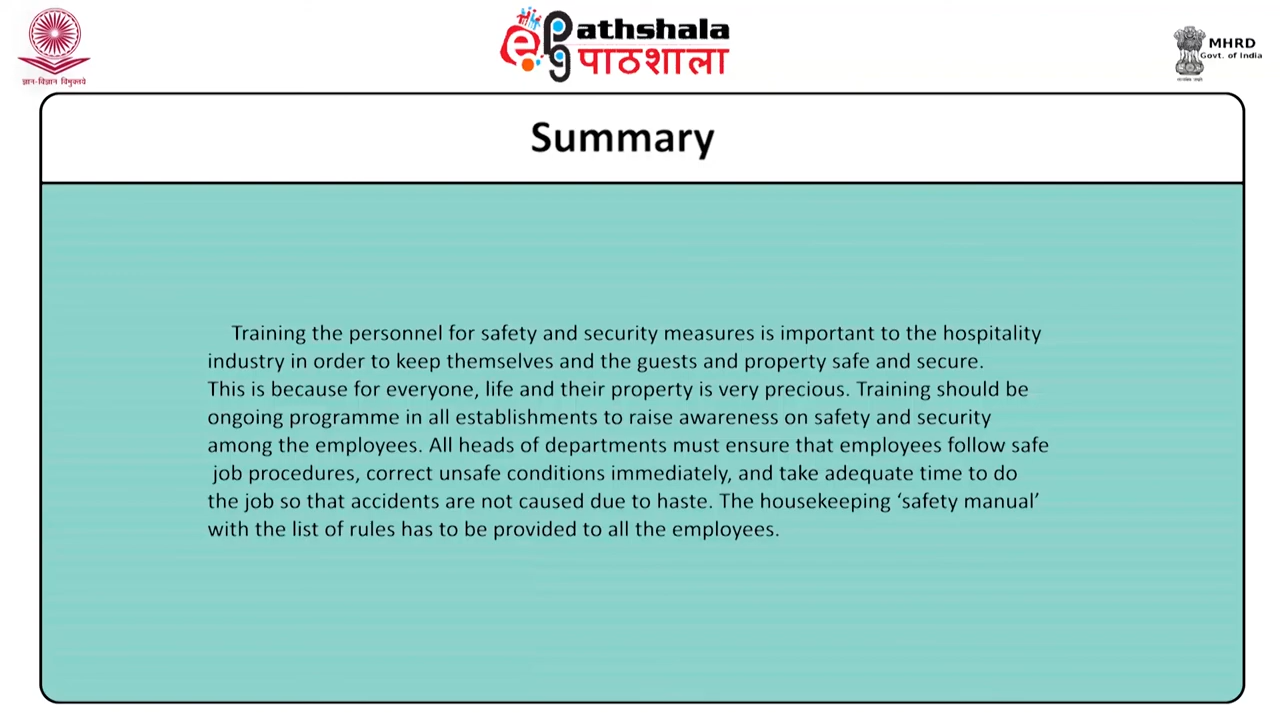 ज्ञान-विज्ञान विमुक्तये
e Pathshala
पाठशाला
MHRD
Govt. of India
Summary
Training the personnel for safety and security measures is important to the hospitality
industry in order to keep themselves and the guests and property safe and secure.
This is because for everyone, life and their property is very precious. Training should be
ongoing programme in all establishments to raise awareness on safety and security
among the employees. All heads of departments must ensure that employees follow safe
job procedures, correct unsafe conditions immediately, and take adequate time to do
the job so that accidents are not caused due to haste. The housekeeping ‘safety manual’
with the list of rules has to be provided to all the employees.